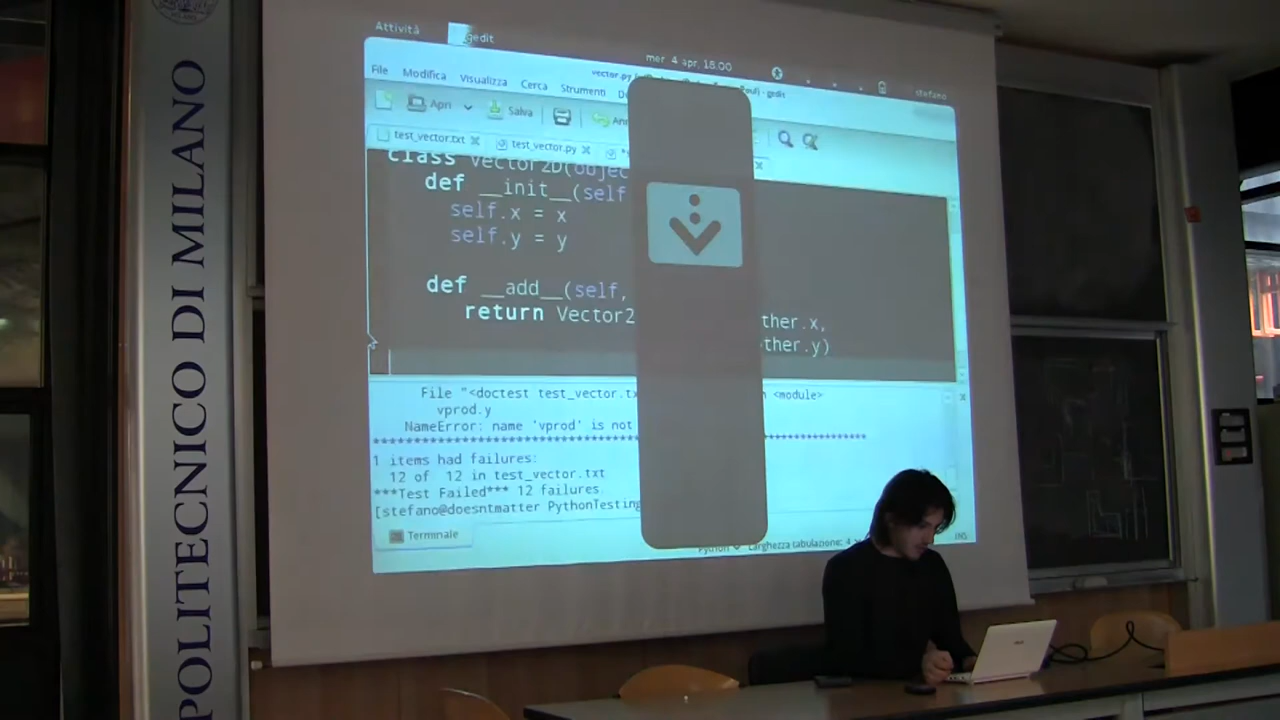 POLITECNICO DI MILANO
Attività gedit
mer 4 apr, 18.00
stefano
vector.py
gedit
File Modifica Visualizza Cerca Strumenti
Apri Salva
test_vector.txt test_vector.py
class Vector2D(objec
def __init__(self
self.x = x
self.y = y
def __add__(self,
return Vector2 ther.x,
ther.y)
File "<doctest test_vector.tx <module>
vprod.y
NameError: name 'vprod' is not
********************************
1 items had failures:
12 of 12 in test_vector.txt
***Test Failed*** 12 failures.
[stefano@doesntmatter PythonTesting
Terminale
Python Larghezza tabulazione: 4 INS